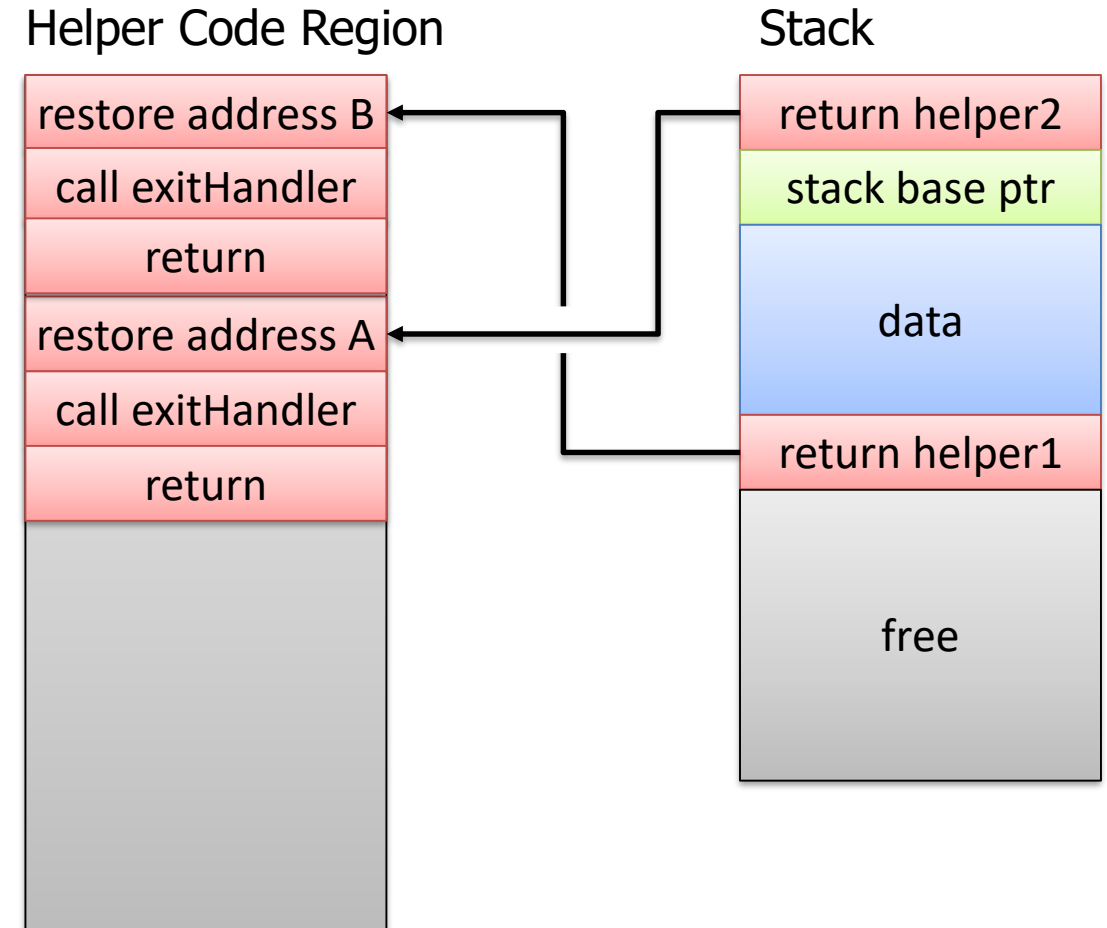 Helper Code Region
restore address B
call exitHandler
return
restore address A
call exitHandler
return
Stack
return helper2
stack base ptr
data
return helper1
free